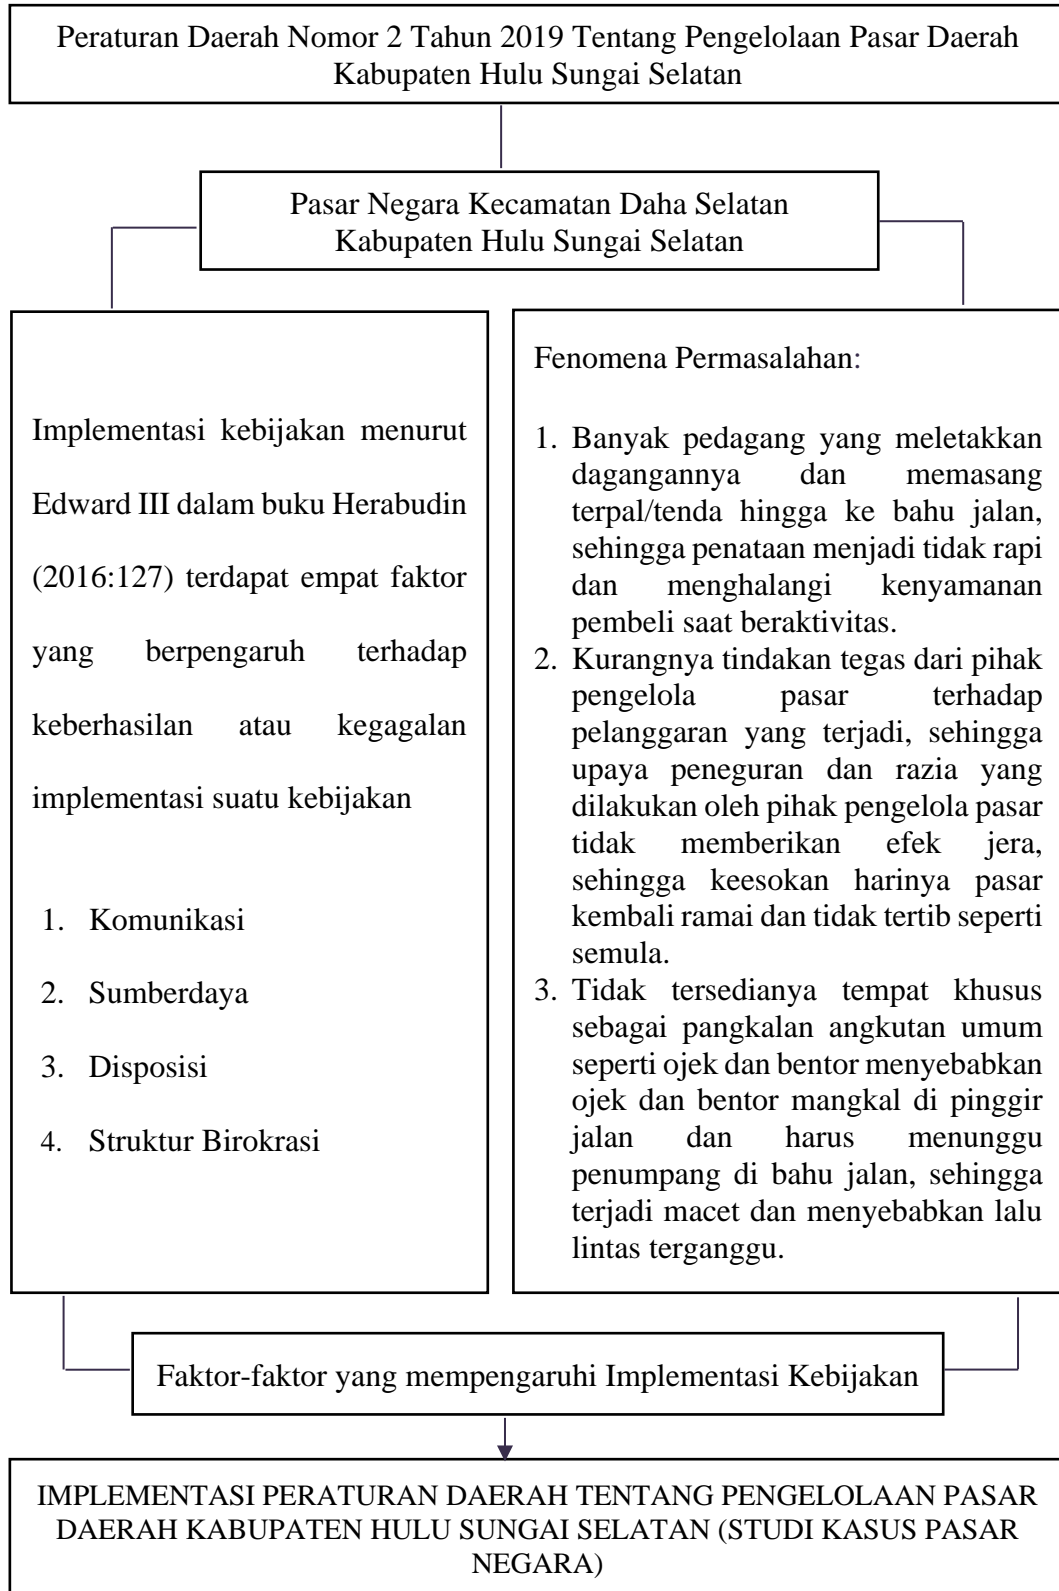 Peraturan Daerah Nomor 2 Tahun 2019 Tentang Pengelolaan Pasar Daerah
Kabupaten Hulu Sungai Selatan
Pasar Negara Kecamatan Daha Selatan
Kabupaten Hulu Sungai Selatan
Implementasi kebijakan menurut
Edward III dalam buku Herabudin
(2016:127) terdapat empat faktor
yang berpengaruh terhadap
keberhasilan atau kegagalan
implementasi suatu kebijakan
1. Komunikasi
2. Sumberdaya
3. Disposisi
4. Struktur Birokrasi
Fenomena Permasalahan:
1. Banyak pedagang yang meletakkan
dagangannya dan memasang
terpal/tenda hingga ke bahu jalan,
sehingga penataan menjadi tidak rapi
dan menghalangi kenyamanan
pembeli saat beraktivitas.
2. Kurangnya tindakan tegas dari pihak
pengelola pasar terhadap
pelanggaran yang terjadi, sehingga
upaya peneguran dan razia yang
dilakukan oleh pihak pengelola pasar
tidak memberikan efek jera,
sehingga keesokan harinya pasar
kembali ramai dan tidak tertib seperti
semula.
3. Tidak tersedianya tempat khusus
sebagai pangkalan angkutan umum
seperti ojek dan bentor menyebabkan
ojek dan bentor mangkal di pinggir
jalan dan harus menunggu
penumpang di bahu jalan, sehingga
terjadi macet dan menyebabkan lalu
lintas terganggu.
Faktor-faktor yang mempengaruhi Implementasi Kebijakan
IMPLEMENTASI PERATURAN DAERAH TENTANG PENGELOLAAN PASAR
DAERAH KABUPATEN HULU SUNGAI SELATAN (STUDI KASUS PASAR
NEGARA)